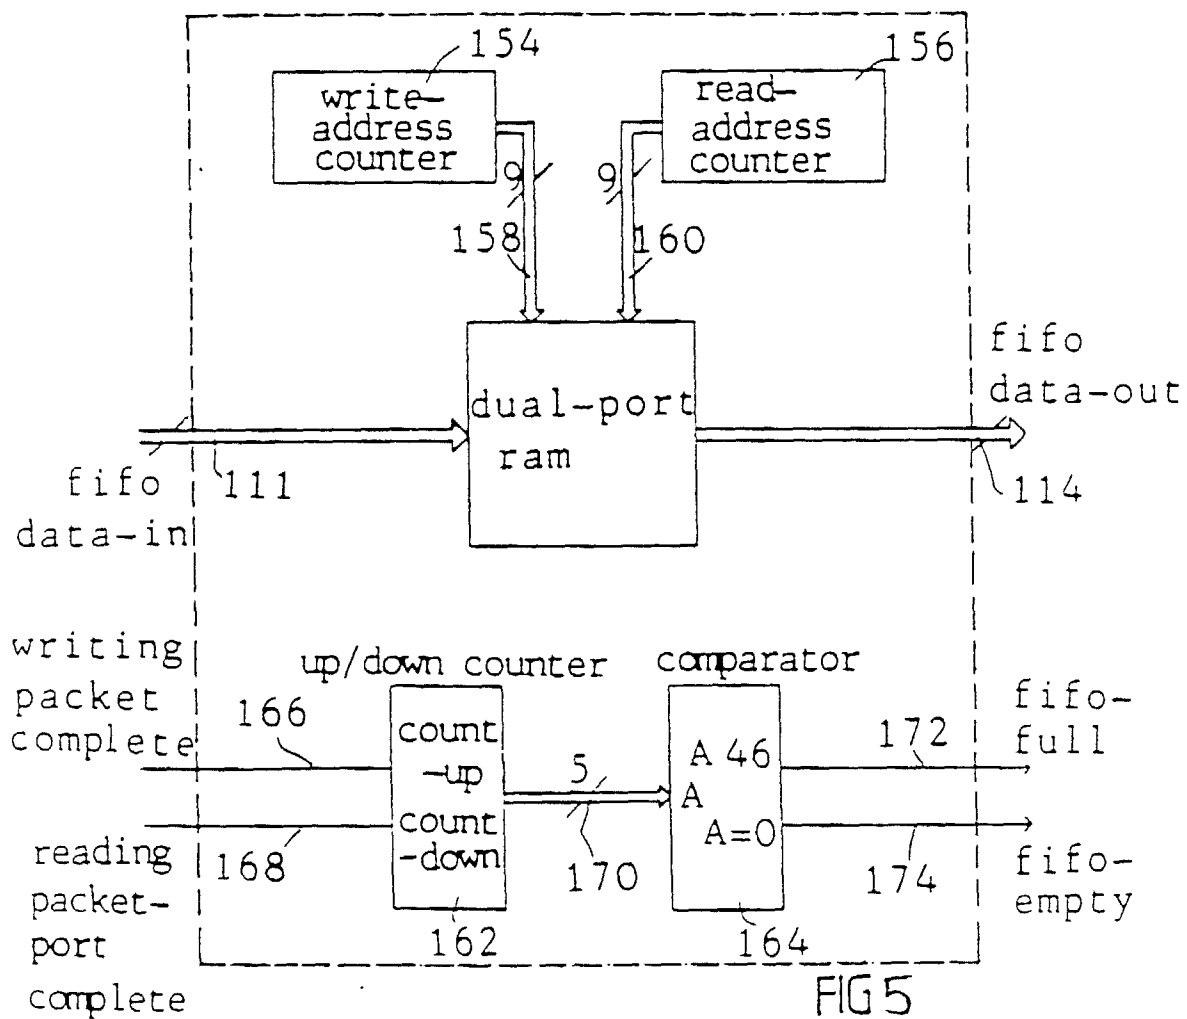 154
156
write-
address
counter
read-
address
counter
9
9
158
160
dual-port
ram
fifo
data-out
fifo
data-in
111
114
writing
packet
complete
up/down counter
comparator
166
count
-up
count
-down
5
170
A 46
A
A=0
172
fifo-
full
168
reading
packet-
port
complete
162
164
174
fifo-
empty
FIG 5